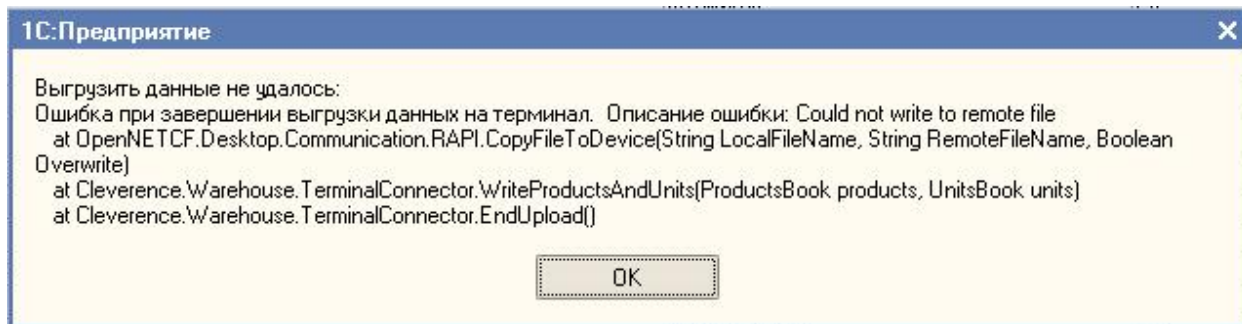 1С:Предприятие
Выгрузить данные не удалось:
Ошибка при завершении выгрузки данных на терминал. Описание ошибки: Could not write to remote file
at OpenNETCF.Desktop.Communication.RAPI.CopyFileToDevice(String LocalFileName, String RemoteFileName, Boolean
Overwrite)
at Cleverence.Warehouse.TerminalConnector.WriteProductsAndUnits(ProductsBook products, UnitsBook units)
at Cleverence.Warehouse.TerminalConnector.EndUpload()
OK